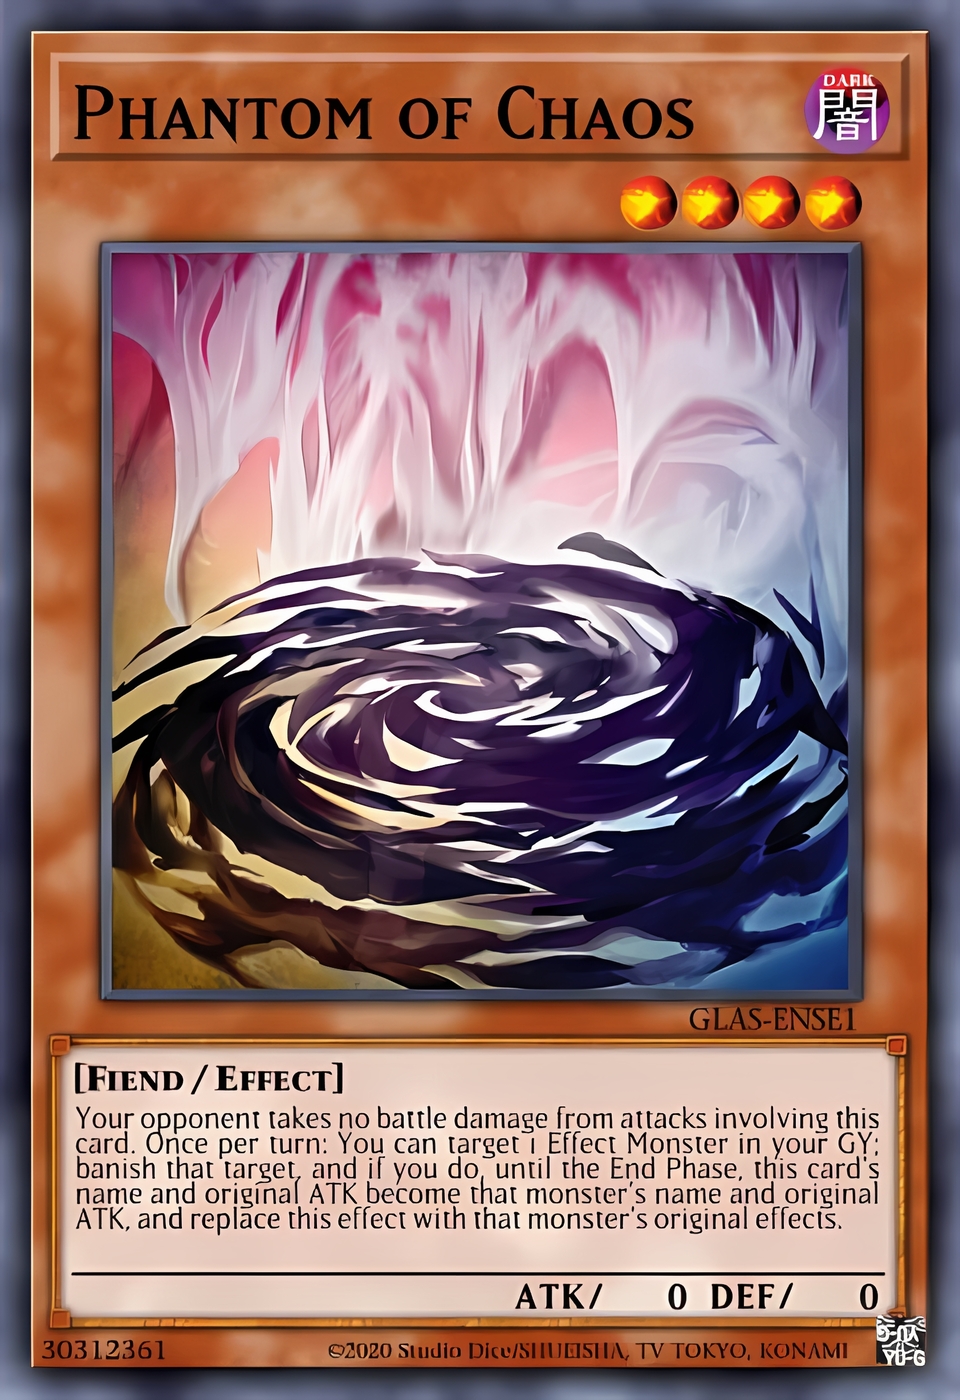 PHANTOM OF CHAOS
DARK
闇
GLAS-ENSE1
[FIEND / EFFECT]
Your opponent takes no battle damage from attacks involving this
card. Once per turn: You can target 1 Effect Monster in your GY;
banish that target, and if you do, until the End Phase, this card's
name and original ATK become that monster's name and original
ATK, and replace this effect with that monster's original effects.
ATK/ 0 DEF/ 0
30312361
©2020 Studio Dice/SHUEISHA, TV TOKYO, KONAMI